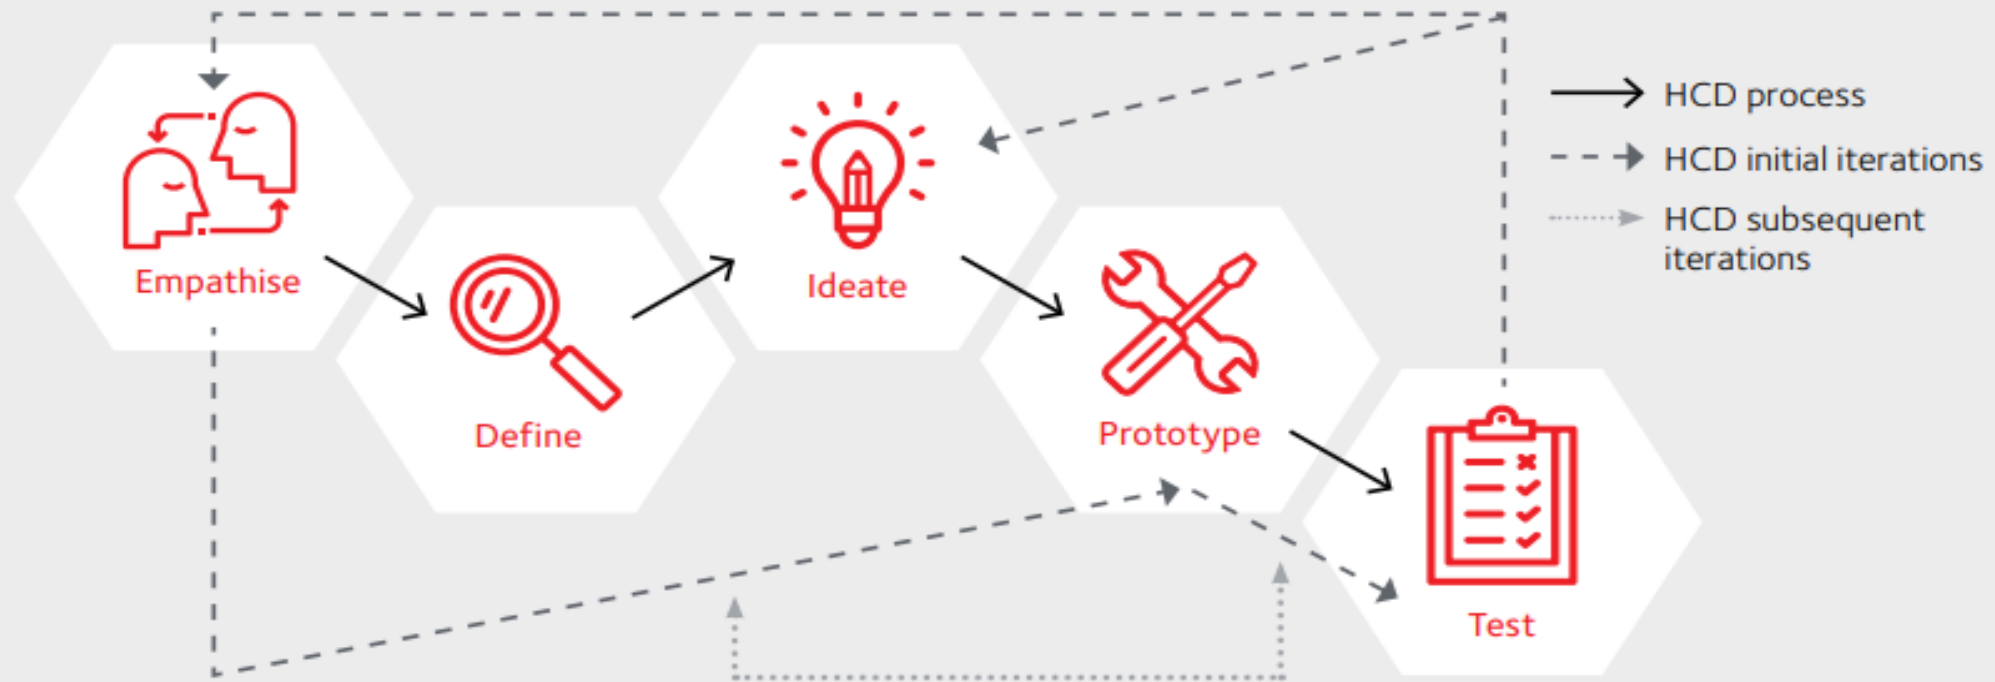 Empathise
Define
Ideate
Prototype
Test
HCD process
HCD initial iterations
HCD subsequent
iterations